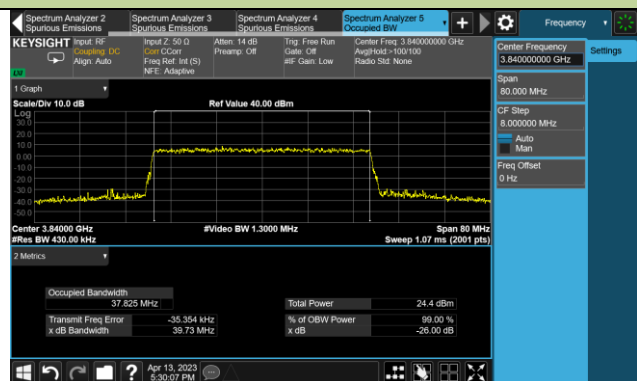 Spectrum Analyzer 2
Spurious Emissions
Spectrum Analyzer 3
Spurious Emissions
Spectrum Analyzer 4
Spurious Emissions
Spectrum Analyzer 5
Occupied BW
Frequency
KEYSIGHT
Input: RF
Coupling: DC
Align: Auto
Input Z: 50 Ω
Corr CCorr
Freq Ref: Int (S)
NFE: Adaptive
Atten: 14 dB
Preamp: Off
Trig: Free Run
Gate: Off
#IF Gain: Low
Center Freq: 3.840000000 GHz
Avg|Hold:>100/100
Radio Std: None
Center Frequency
3.840000000 GHz
Settings
Span
80.000 MHz
CF Step
8.000000 MHz
Auto
Man
Freq Offset
0 Hz
1 Graph
Scale/Div 10.0 dB
Ref Value 40.00 dBm
Log
30.0
20.0
10.0
0.00
-10.0
-20.0
-30.0
-40.0
-50.0
Center 3.84000 GHz
#Video BW 1.3000 MHz
Span 80 MHz
#Res BW 430.00 kHz
Sweep 1.07 ms (2001 pts)
2 Metrics
Occupied Bandwidth
37.825 MHz
Total Power 24.4 dBm
Transmit Freq Error -35.354 kHz
% of OBW Power 99.00 %
x dB Bandwidth 39.73 MHz
x dB -26.00 dB
Apr 13, 2023
5:30:07 PM